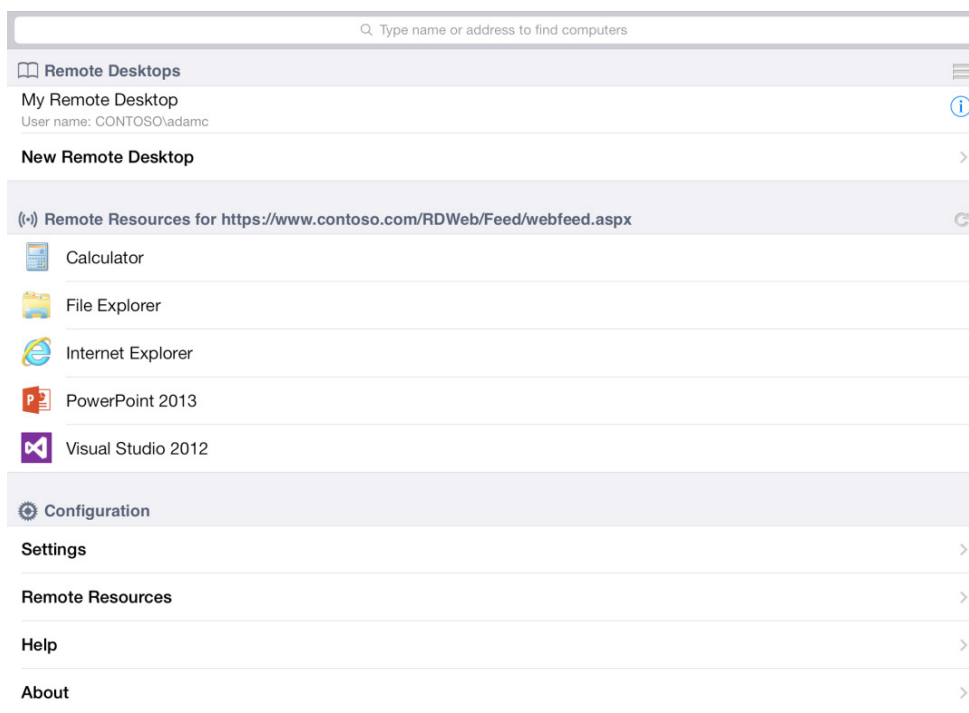 Type name or address to find computers
Remote Desktops
My Remote Desktop
User name: CONTOSO\adamc
New Remote Desktop
Remote Resources for https://www.contoso.com/RDWeb/Feed/webfeed.aspx
Calculator
File Explorer
Internet Explorer
PowerPoint 2013
Visual Studio 2012
Configuration
Settings
Remote Resources
Help
About